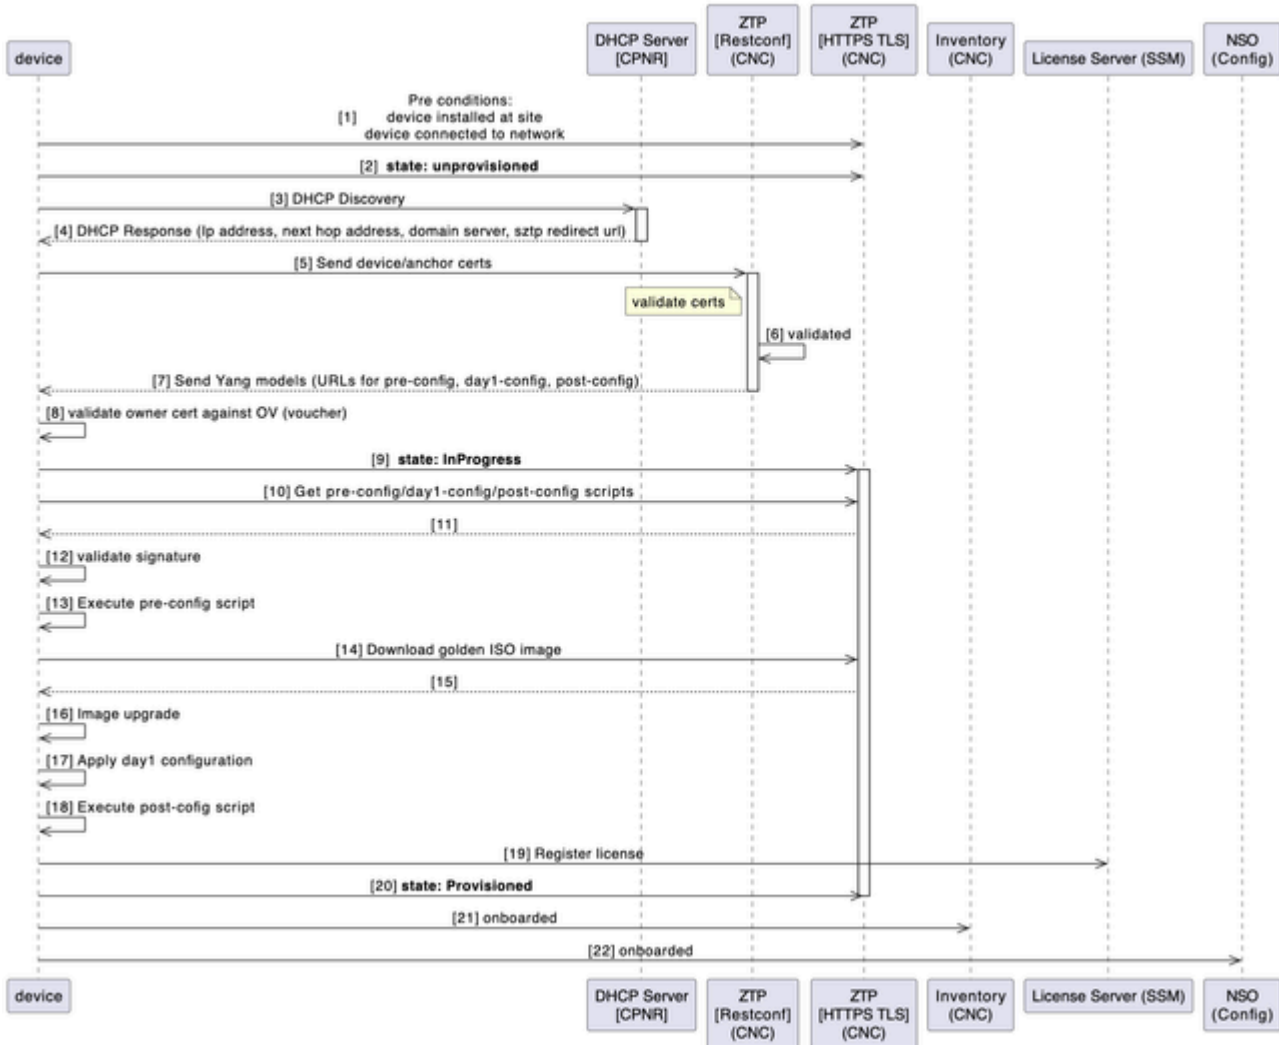 device
DHCP Server
[CPNR]
ZTP
[Restconf]
(CNC)
ZTP
[HTTPS TLS]
(CNC)
Inventory
(CNC)
License Server (SSM)
NSO
(Config)
Pre conditions:
[1] device installed at site
device connected to network
[2] state: unprovisioned
[3] DHCP Discovery
[4] DHCP Response (Ip address, next hop address, domain server, sztp redirect url)
[5] Send device/anchor certs
validate certs
[6] validated
[7] Send Yang models (URLs for pre-config, day1-config, post-config)
[8] validate owner cert against OV (voucher)
[9] state: InProgress
[10] Get pre-config/day1-config/post-config scripts
[11]
[12] validate signature
[13] Execute pre-config script
[14] Download golden ISO image
[15]
[16] Image upgrade
[17] Apply day1 configuration
[18] Execute post-cofig script
[19] Register license
[20] state: Provisioned
[21] onboarded
[22] onboarded
device
DHCP Server
[CPNR]
ZTP
[Restconf]
(CNC)
ZTP
[HTTPS TLS]
(CNC)
Inventory
(CNC)
License Server (SSM)
NSO
(Config)